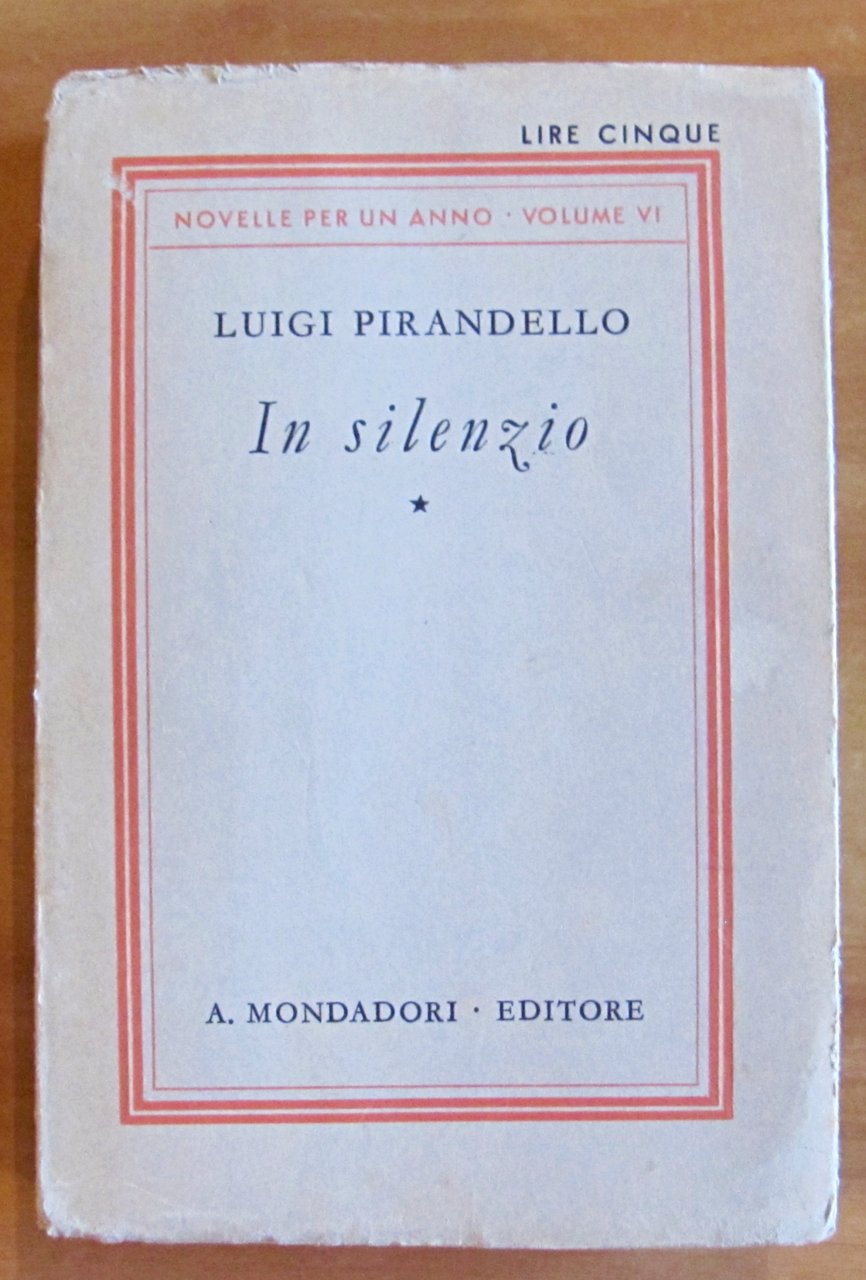 LIRE CINQUE
NOVELLE PER UN ANNO · VOLUME VI
LUIGI PIRANDELLO
In silenzio
★
A. MONDADORI · EDITORE